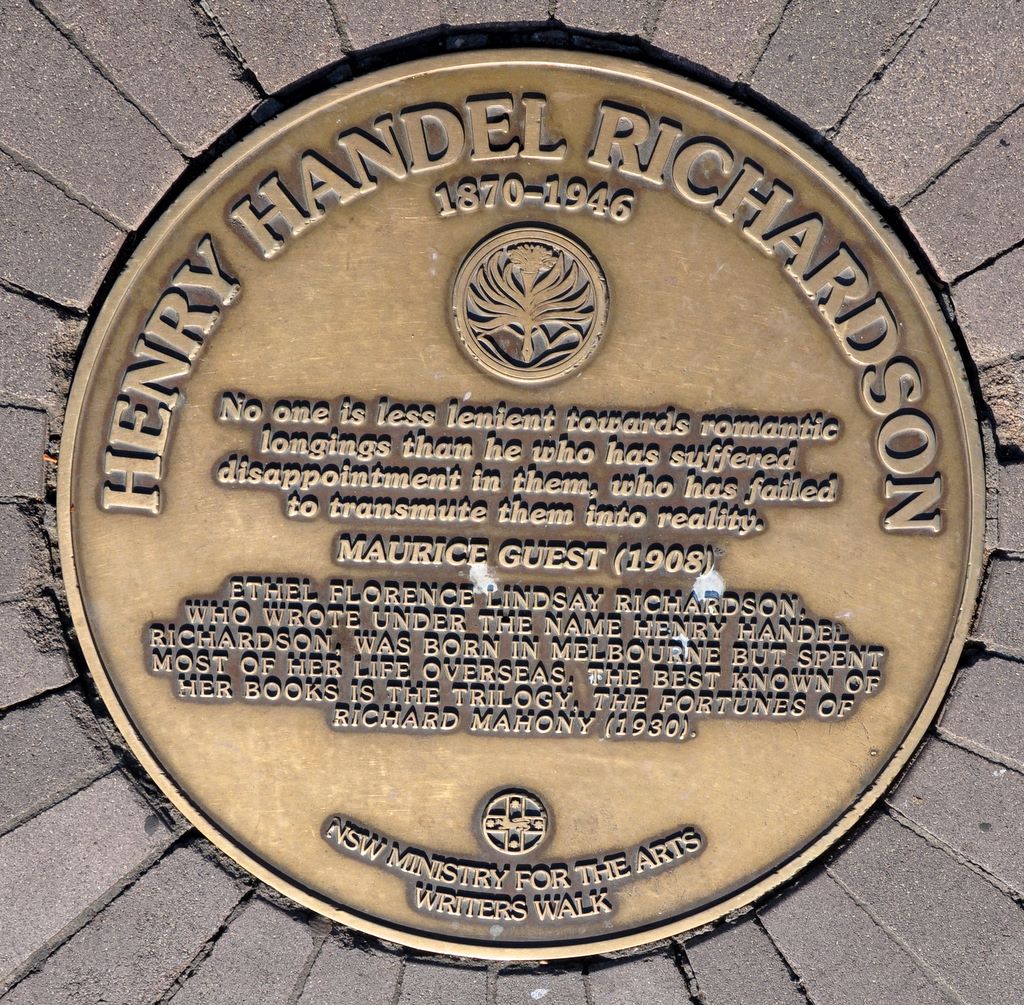 HENRY HANDEL RICHARDSON
1870-1946
No one is less lenient towards romantic
longings than he who has suffered
disappointment in them, who has failed
to transmute them into reality.
MAURICE GUEST (1908)
ETHEL FLORENCE LINDSAY RICHARDSON,
WHO WROTE UNDER THE NAME HENRY HANDEL
RICHARDSON, WAS BORN IN MELBOURNE BUT SPENT
MOST OF HER LIFE OVERSEAS. THE BEST KNOWN OF
HER BOOKS IS THE TRILOGY, THE FORTUNES OF
RICHARD MAHONY (1930).
NSW MINISTRY FOR THE ARTS
WRITERS WALK